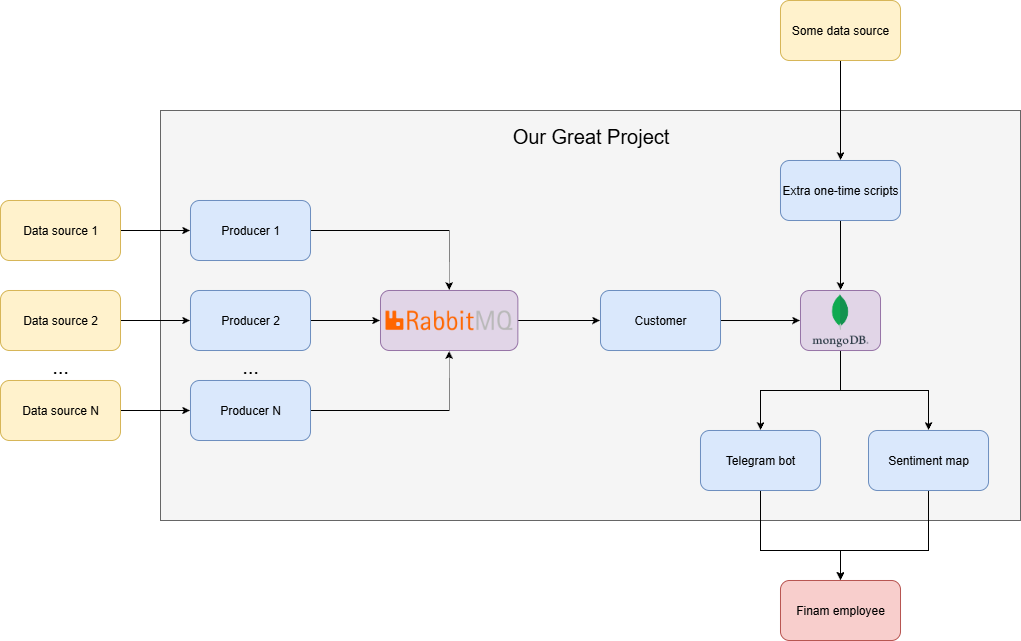 Some data source
Our Great Project
Extra one-time scripts
Data source 1
Producer 1
Data source 2
Producer 2
RabbitMQ
Customer
mongoDB.
...
...
Data source N
Producer N
Telegram bot
Sentiment map
Finam employee